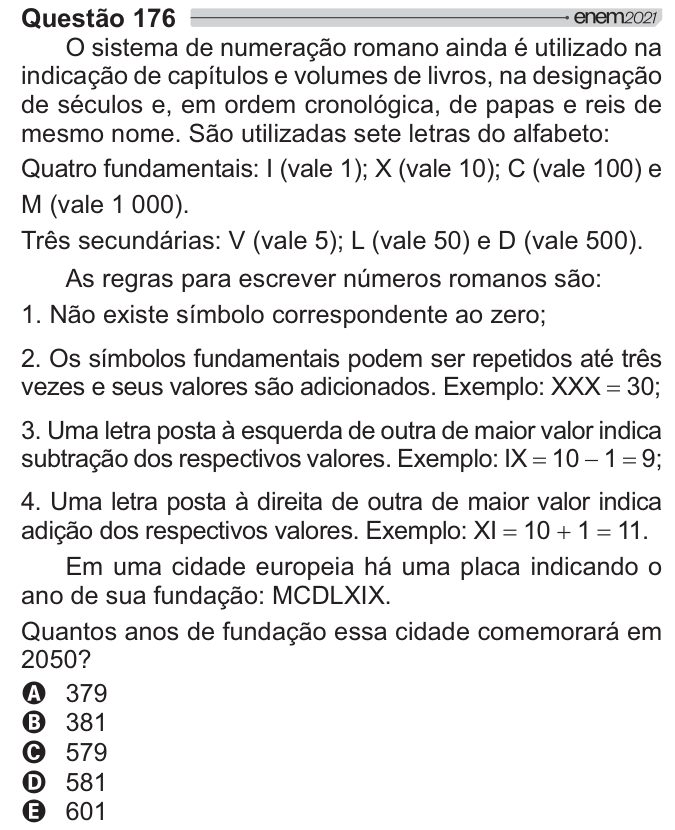 Questão 176
enem2021
O sistema de numeração romano ainda é utilizado na
indicação de capítulos e volumes de livros, na designação
de séculos e, em ordem cronológica, de papas e reis de
mesmo nome. São utilizadas sete letras do alfabeto:
Quatro fundamentais: I (vale 1); X (vale 10); C (vale 100) e
M (vale 1 000).
Três secundárias: V (vale 5); L (vale 50) e D (vale 500).
As regras para escrever números romanos são:
1. Não existe símbolo correspondente ao zero;
2. Os símbolos fundamentais podem ser repetidos até três
vezes e seus valores são adicionados. Exemplo: XXX = 30;
3. Uma letra posta à esquerda de outra de maior valor indica
subtração dos respectivos valores. Exemplo: IX = 10 – 1 = 9;
4. Uma letra posta à direita de outra de maior valor indica
adição dos respectivos valores. Exemplo: XI = 10 + 1 = 11.
Em uma cidade europeia há uma placa indicando o
ano de sua fundação: MCDLXIX.
Quantos anos de fundação essa cidade comemorará em
2050?
A 379
B 381
C 579
D 581
E 601